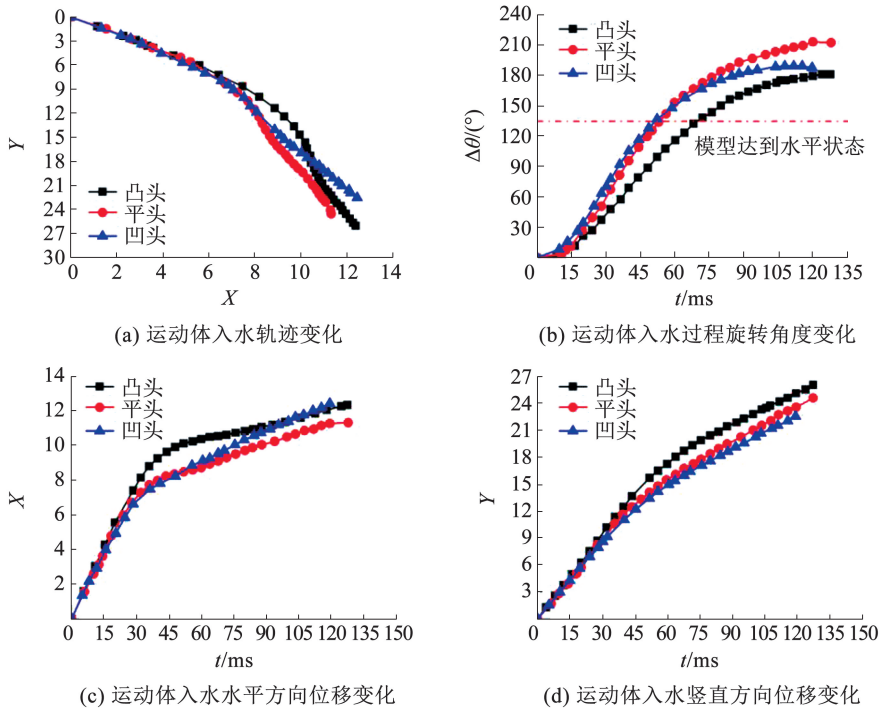 0
3
6
9
12
15
18
21
24
27
30
Y
凸头
平头
凹头
0 2 4 6 8 10 12 14
X
(a) 运动体入水轨迹变化
240
210
180
150
120
90
60
30
Δθ/(°)
凸头
平头
凹头
模型达到水平状态
0 15 30 45 60 75 90 105 120 135
t/ms
(b) 运动体入水过程旋转角度变化
14
12
10
8
6
4
2
X
凸头
平头
凹头
0 15 30 45 60 75 90 105 120 135 150
t/ms
(c) 运动体入水水平方向位移变化
27
24
21
18
15
12
9
6
3
Y
凸头
平头
凹头
0 15 30 45 60 75 90 105 120 135 150
t/ms
(d) 运动体入水竖直方向位移变化